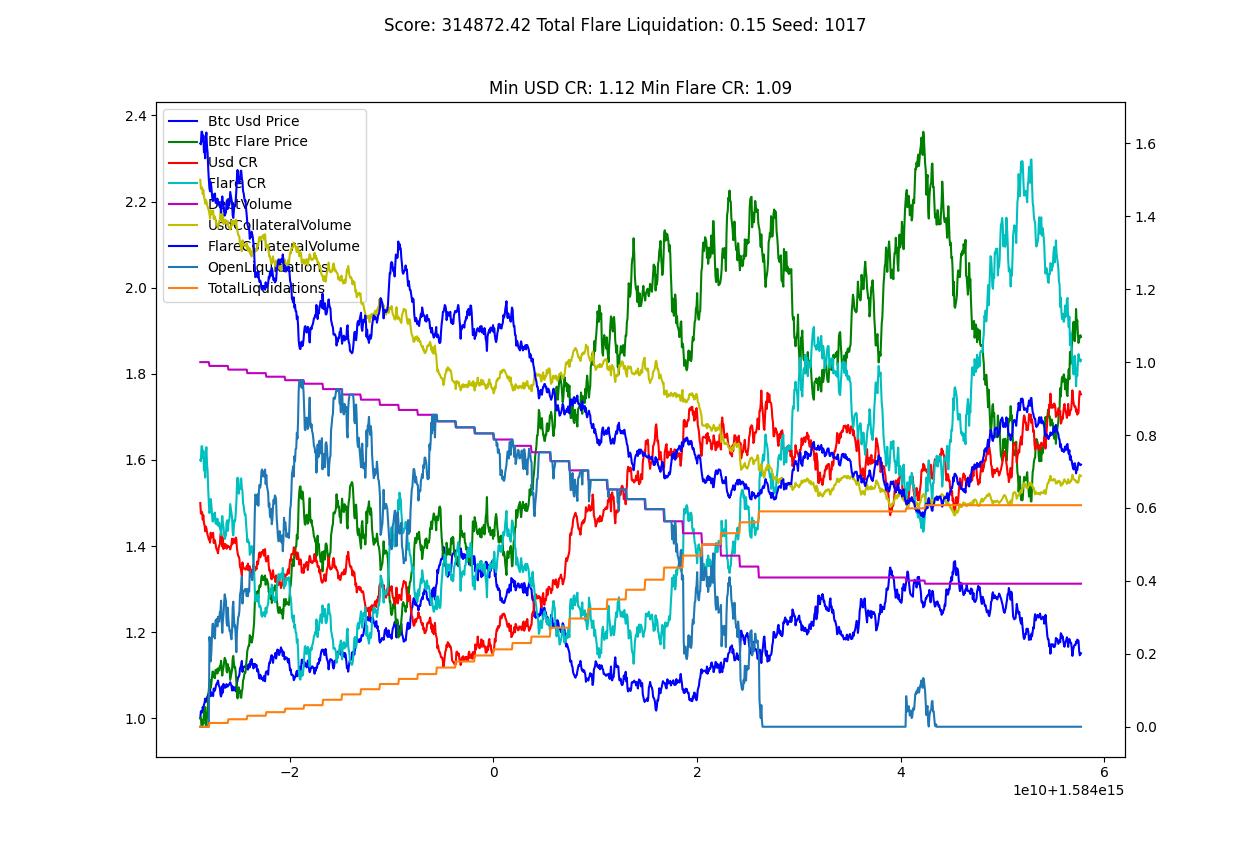 Score: 314872.42 Total Flare Liquidation: 0.15 Seed: 1017
Min USD CR: 1.12 Min Flare CR: 1.09
Btc Usd Price
Btc Flare Price
Usd CR
Flare CR
DebtVolume
UsdCollateralVolume
FlareCollateralVolume
OpenLiquidations
TotalLiquidations
2.4
2.2
2.0
1.8
1.6
1.4
1.2
1.0
1.6
1.4
1.2
1.0
0.8
0.6
0.4
0.2
0.0
−2
0
2
4
6
1e10+1.584e15